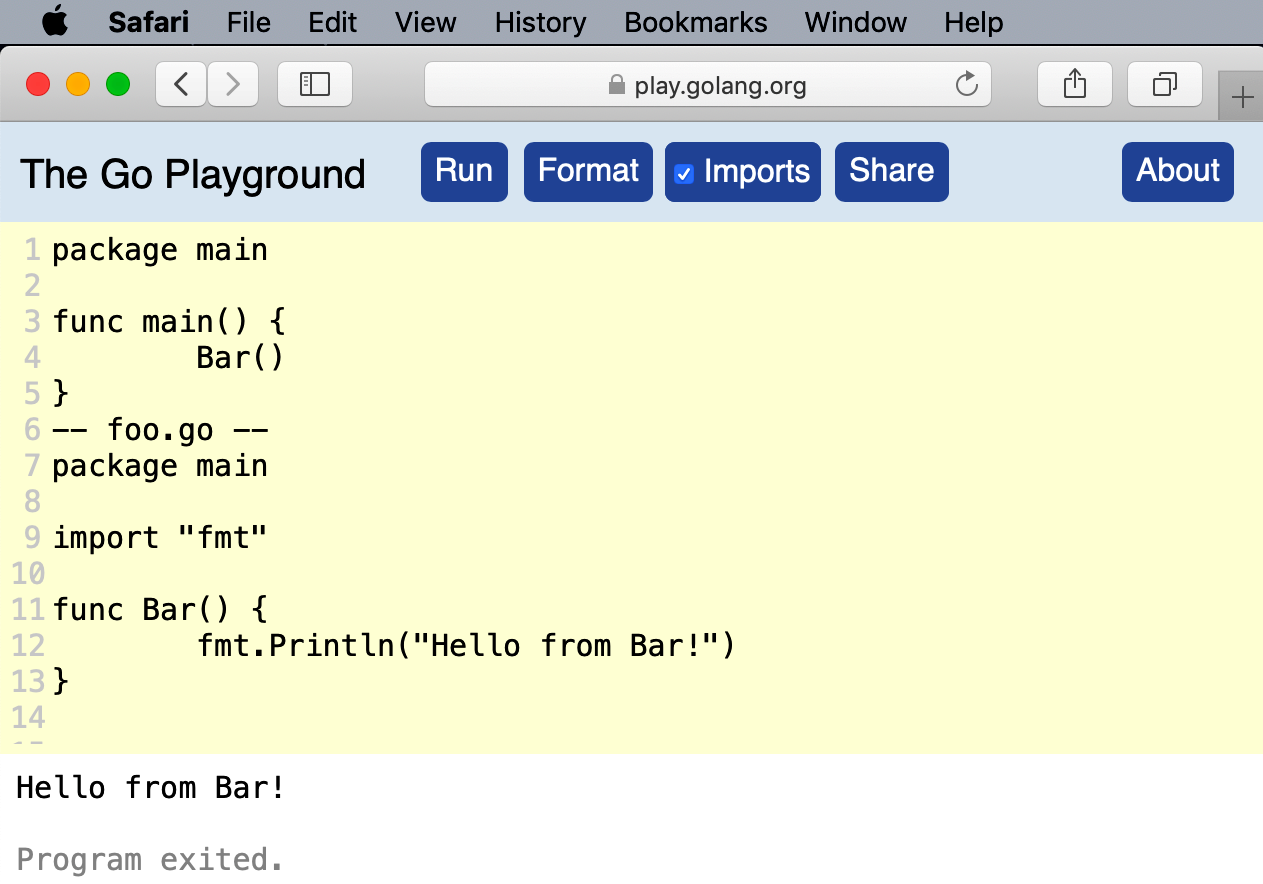 Safari File Edit View History Bookmarks Window Help
play.golang.org
The Go Playground Run Format Imports Share About
1 package main
2
3 func main() {
4         Bar()
5 }
6 -- foo.go --
7 package main
8
9 import "fmt"
10
11 func Bar() {
12         fmt.Println("Hello from Bar!")
13 }
14
Hello from Bar!
Program exited.